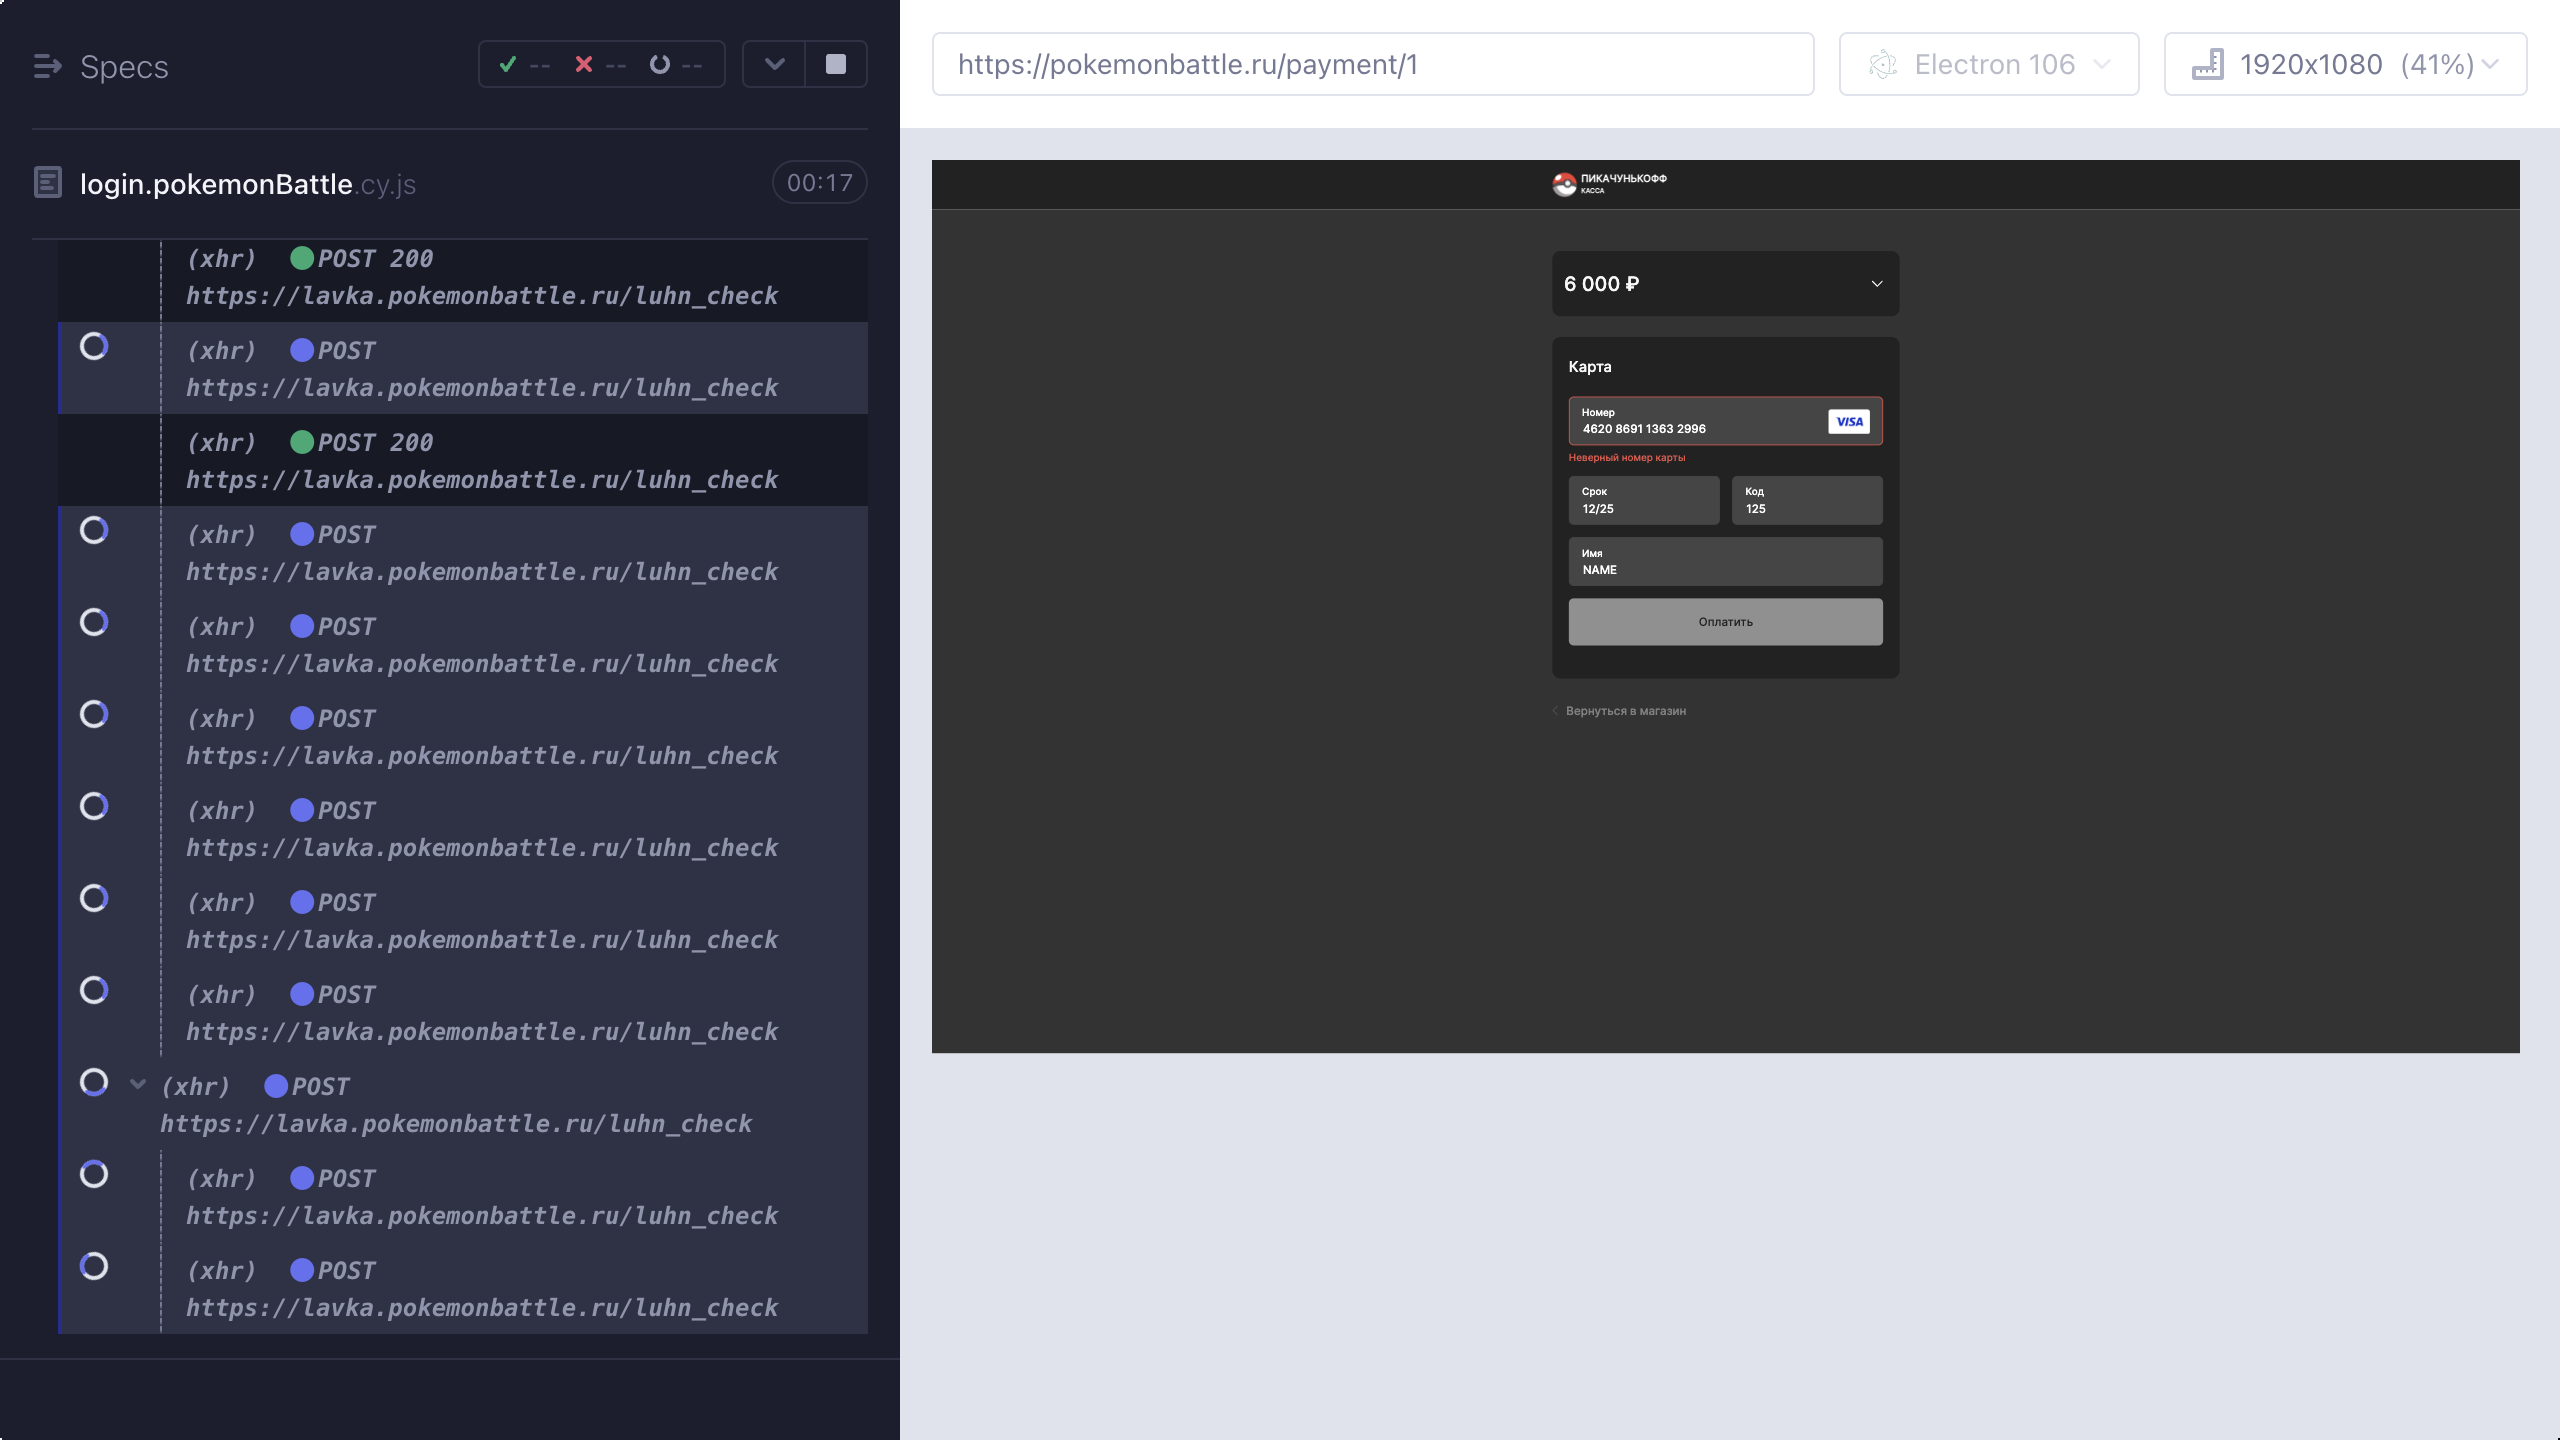 Specs
-- -- --
login.pokemonBattle.cy.js
00:17
(xhr) POST 200
https://lavka.pokemonbattle.ru/luhn_check
(xhr) POST
https://lavka.pokemonbattle.ru/luhn_check
(xhr) POST 200
https://lavka.pokemonbattle.ru/luhn_check
(xhr) POST
https://lavka.pokemonbattle.ru/luhn_check
(xhr) POST
https://lavka.pokemonbattle.ru/luhn_check
(xhr) POST
https://lavka.pokemonbattle.ru/luhn_check
(xhr) POST
https://lavka.pokemonbattle.ru/luhn_check
(xhr) POST
https://lavka.pokemonbattle.ru/luhn_check
(xhr) POST
https://lavka.pokemonbattle.ru/luhn_check
(xhr) POST
https://lavka.pokemonbattle.ru/luhn_check
(xhr) POST
https://lavka.pokemonbattle.ru/luhn_check
(xhr) POST
https://lavka.pokemonbattle.ru/luhn_check
https://pokemonbattle.ru/payment/1
Electron 106
1920x1080 (41%)
ПИКАЧУНЬКОФФ
КАССА
6 000 ₽
Карта
Номер
4620 8691 1363 2996
VISA
Неверный номер карты
Срок
12/25
Код
125
Имя
NAME
Оплатить
Вернуться в магазин